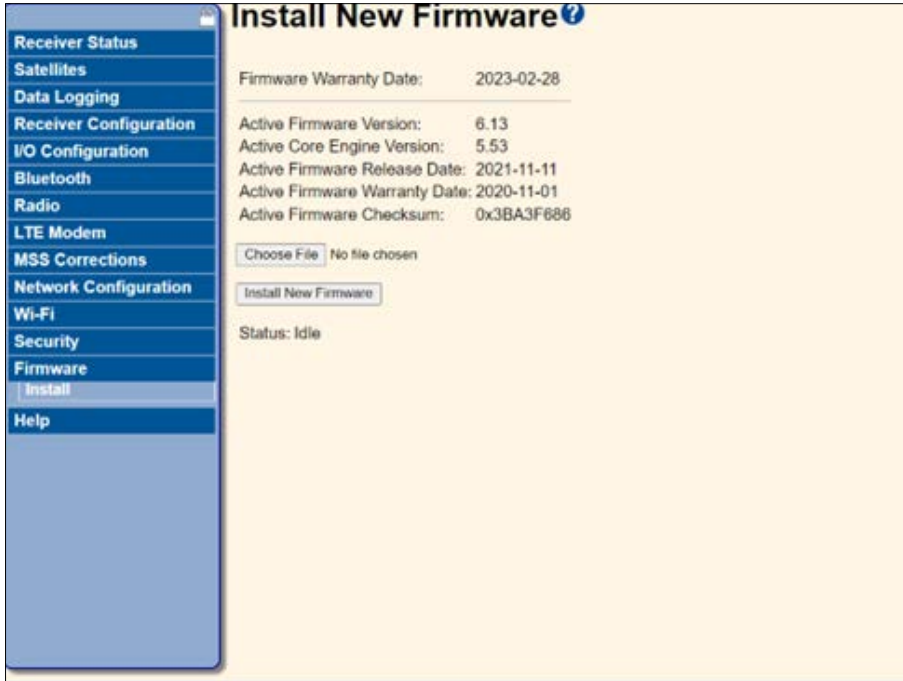 Install New Firmware?
Receiver Status
Satellites
Data Logging
Receiver Configuration
I/O Configuration
Bluetooth
Radio
LTE Modem
MSS Corrections
Network Configuration
Wi-Fi
Security
Firmware
Install
Help
Firmware Warranty Date: 2023-02-28
Active Firmware Version: 6.13
Active Core Engine Version: 5.53
Active Firmware Release Date: 2021-11-11
Active Firmware Warranty Date: 2020-11-01
Active Firmware Checksum: 0x3BA3F686
Choose File No file chosen
Install New Firmware
Status: Idle